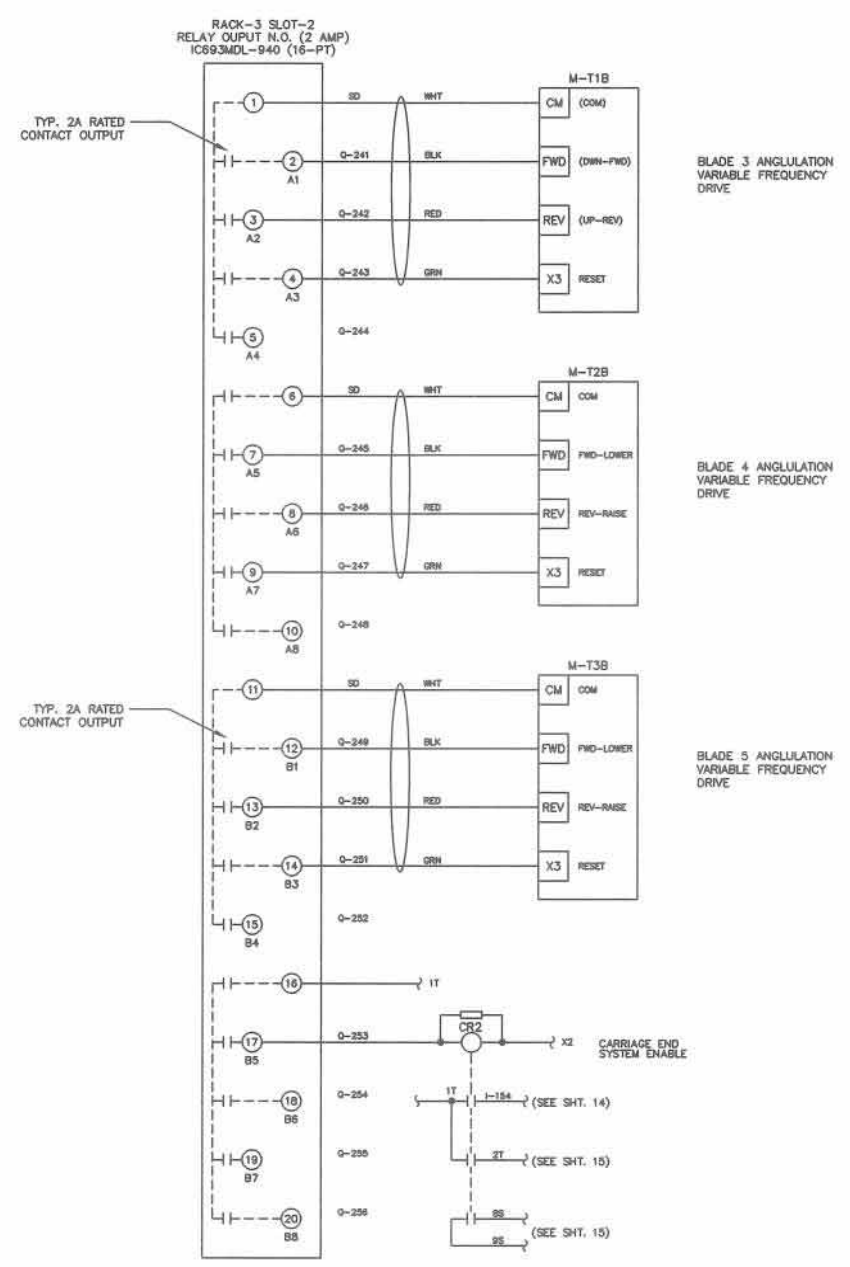 RACK-3 SLOT-2
RELAY OUPUT N.O. (2 AMP)
IC693MDL-940 (16-PT)
TYP. 2A RATED
CONTACT OUTPUT
1 SD WHT
2 Q-241 BLK
A1
3 Q-242 RED
A2
4 Q-243 GRN
A3
5 Q-244
A4
M-T1B
CM (COM)
FWD (DWN-FWD)
REV (UP-REV)
X3 RESET
BLADE 3 ANGLULATION
VARIABLE FREQUENCY
DRIVE
6 SD WHT
7 Q-245 BLK
A5
8 Q-246 RED
A6
9 Q-247 GRN
A7
10 Q-248
A8
M-T2B
CM COM
FWD FWD-LOWER
REV REV-RAISE
X3 RESET
BLADE 4 ANGLULATION
VARIABLE FREQUENCY
DRIVE
TYP. 2A RATED
CONTACT OUTPUT
11 SD WHT
12 Q-249 BLK
B1
13 Q-250 RED
B2
14 Q-251 GRN
B3
15 Q-252
B4
M-T3B
CM COM
FWD FWD-LOWER
REV REV-RAISE
X3 RESET
BLADE 5 ANGLULATION
VARIABLE FREQUENCY
DRIVE
16 1T
17 Q-253 CR2 X2
B5
CARRIAGE END
SYSTEM ENABLE
18 Q-254 1T I-154 (SEE SHT. 14)
B6
19 Q-255 2T (SEE SHT. 15)
B7
20 Q-256 8S
B8
(SEE SHT. 15)
9S